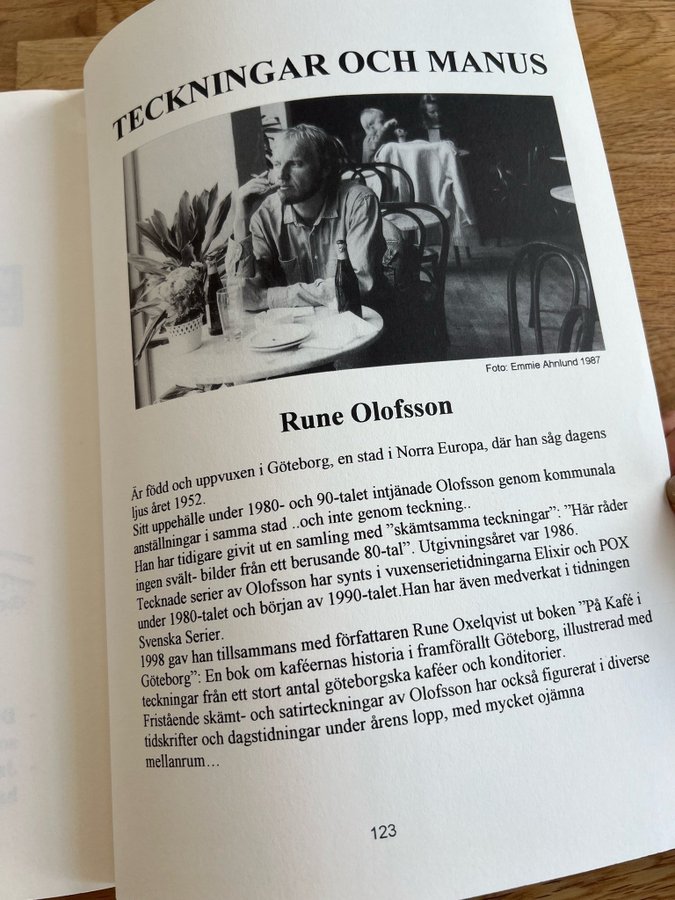 TECKNINGAR OCH MANUS
Foto: Emmie Ahnlund 1987
Rune Olofsson
Är född och uppvuxen i Göteborg, en stad i Norra Europa, där han såg dagens
ljus året 1952.
Sitt uppehälle under 1980- och 90-talet intjänade Olofsson genom kommunala
anställningar i samma stad ..och inte genom teckning..
Han har tidigare givit ut en samling med ”skämtsamma teckningar”: ”Här råder
ingen svält- bilder från ett berusande 80-tal”. Utgivningsåret var 1986.
Tecknade serier av Olofsson har synts i vuxenserietidningarna Elixir och POX
under 1980-talet och början av 1990-talet.Han har även medverkat i tidningen
Svenska Serier.
1998 gav han tillsammans med författaren Rune Oxelqvist ut boken ”På Kafé i
Göteborg”: En bok om kaféernas historia i framförallt Göteborg, illustrerad med
teckningar från ett stort antal göteborgska kaféer och konditorier.
Fristående skämt- och satirteckningar av Olofsson har också figurerat i diverse
tidskrifter och dagstidningar under årens lopp, med mycket ojämna
mellanrum…
123